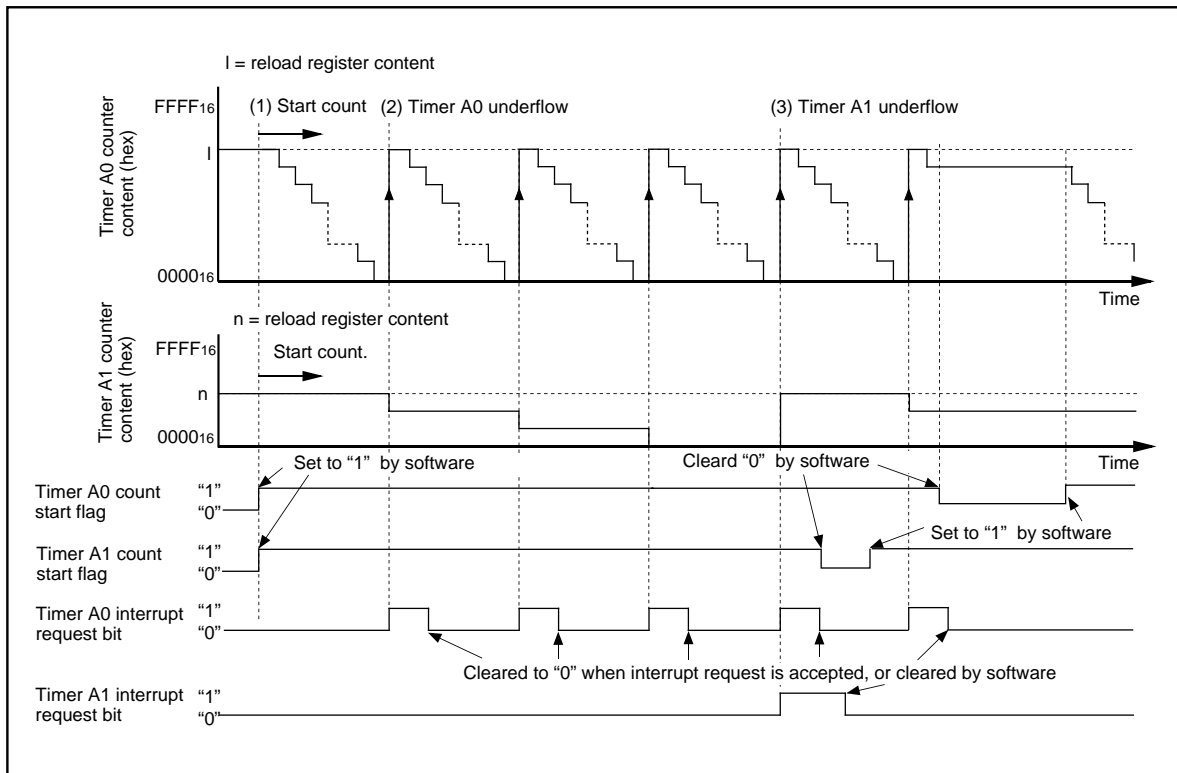 l = reload register content
FFFF16
(1) Start count
(2) Timer A0 underflow
(3) Timer A1 underflow
l
Timer A0 counter
content (hex)
000016
Time
n = reload register content
FFFF16
Start count.
n
Timer A1 counter
content (hex)
000016
Time
Set to “1” by software
Cleard “0” by software
Timer A0 count
start flag
“1”
“0”
Set to “1” by software
Timer A1 count
start flag
“1”
“0”
Timer A0 interrupt
request bit
“1”
“0”
Cleared to “0” when interrupt request is accepted, or cleared by software
Timer A1 interrupt
request bit
“1”
“0”